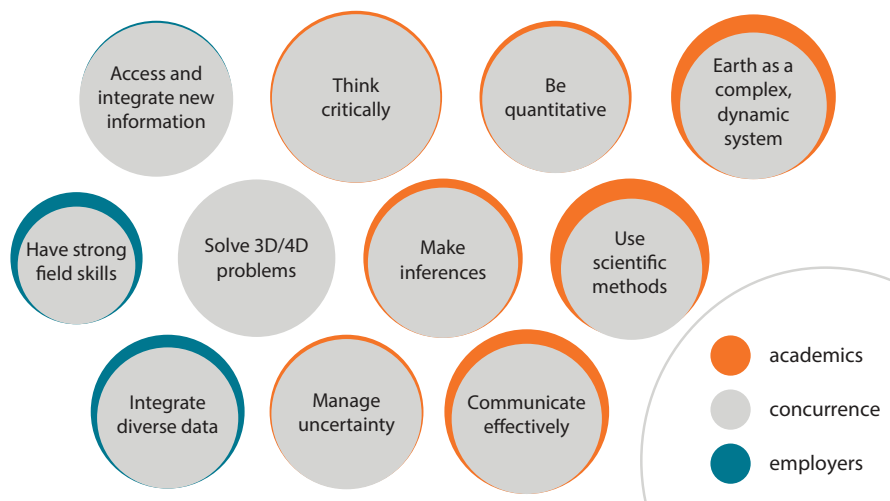 Access and
integrate new
information
Think
critically
Be
quantitative
Earth as a
complex,
dynamic
system
Have strong
field skills
Solve 3D/4D
problems
Make
inferences
Use
scientific
methods
Integrate
diverse data
Manage
uncertainty
Communicate
effectively
academics
concurrence
employers